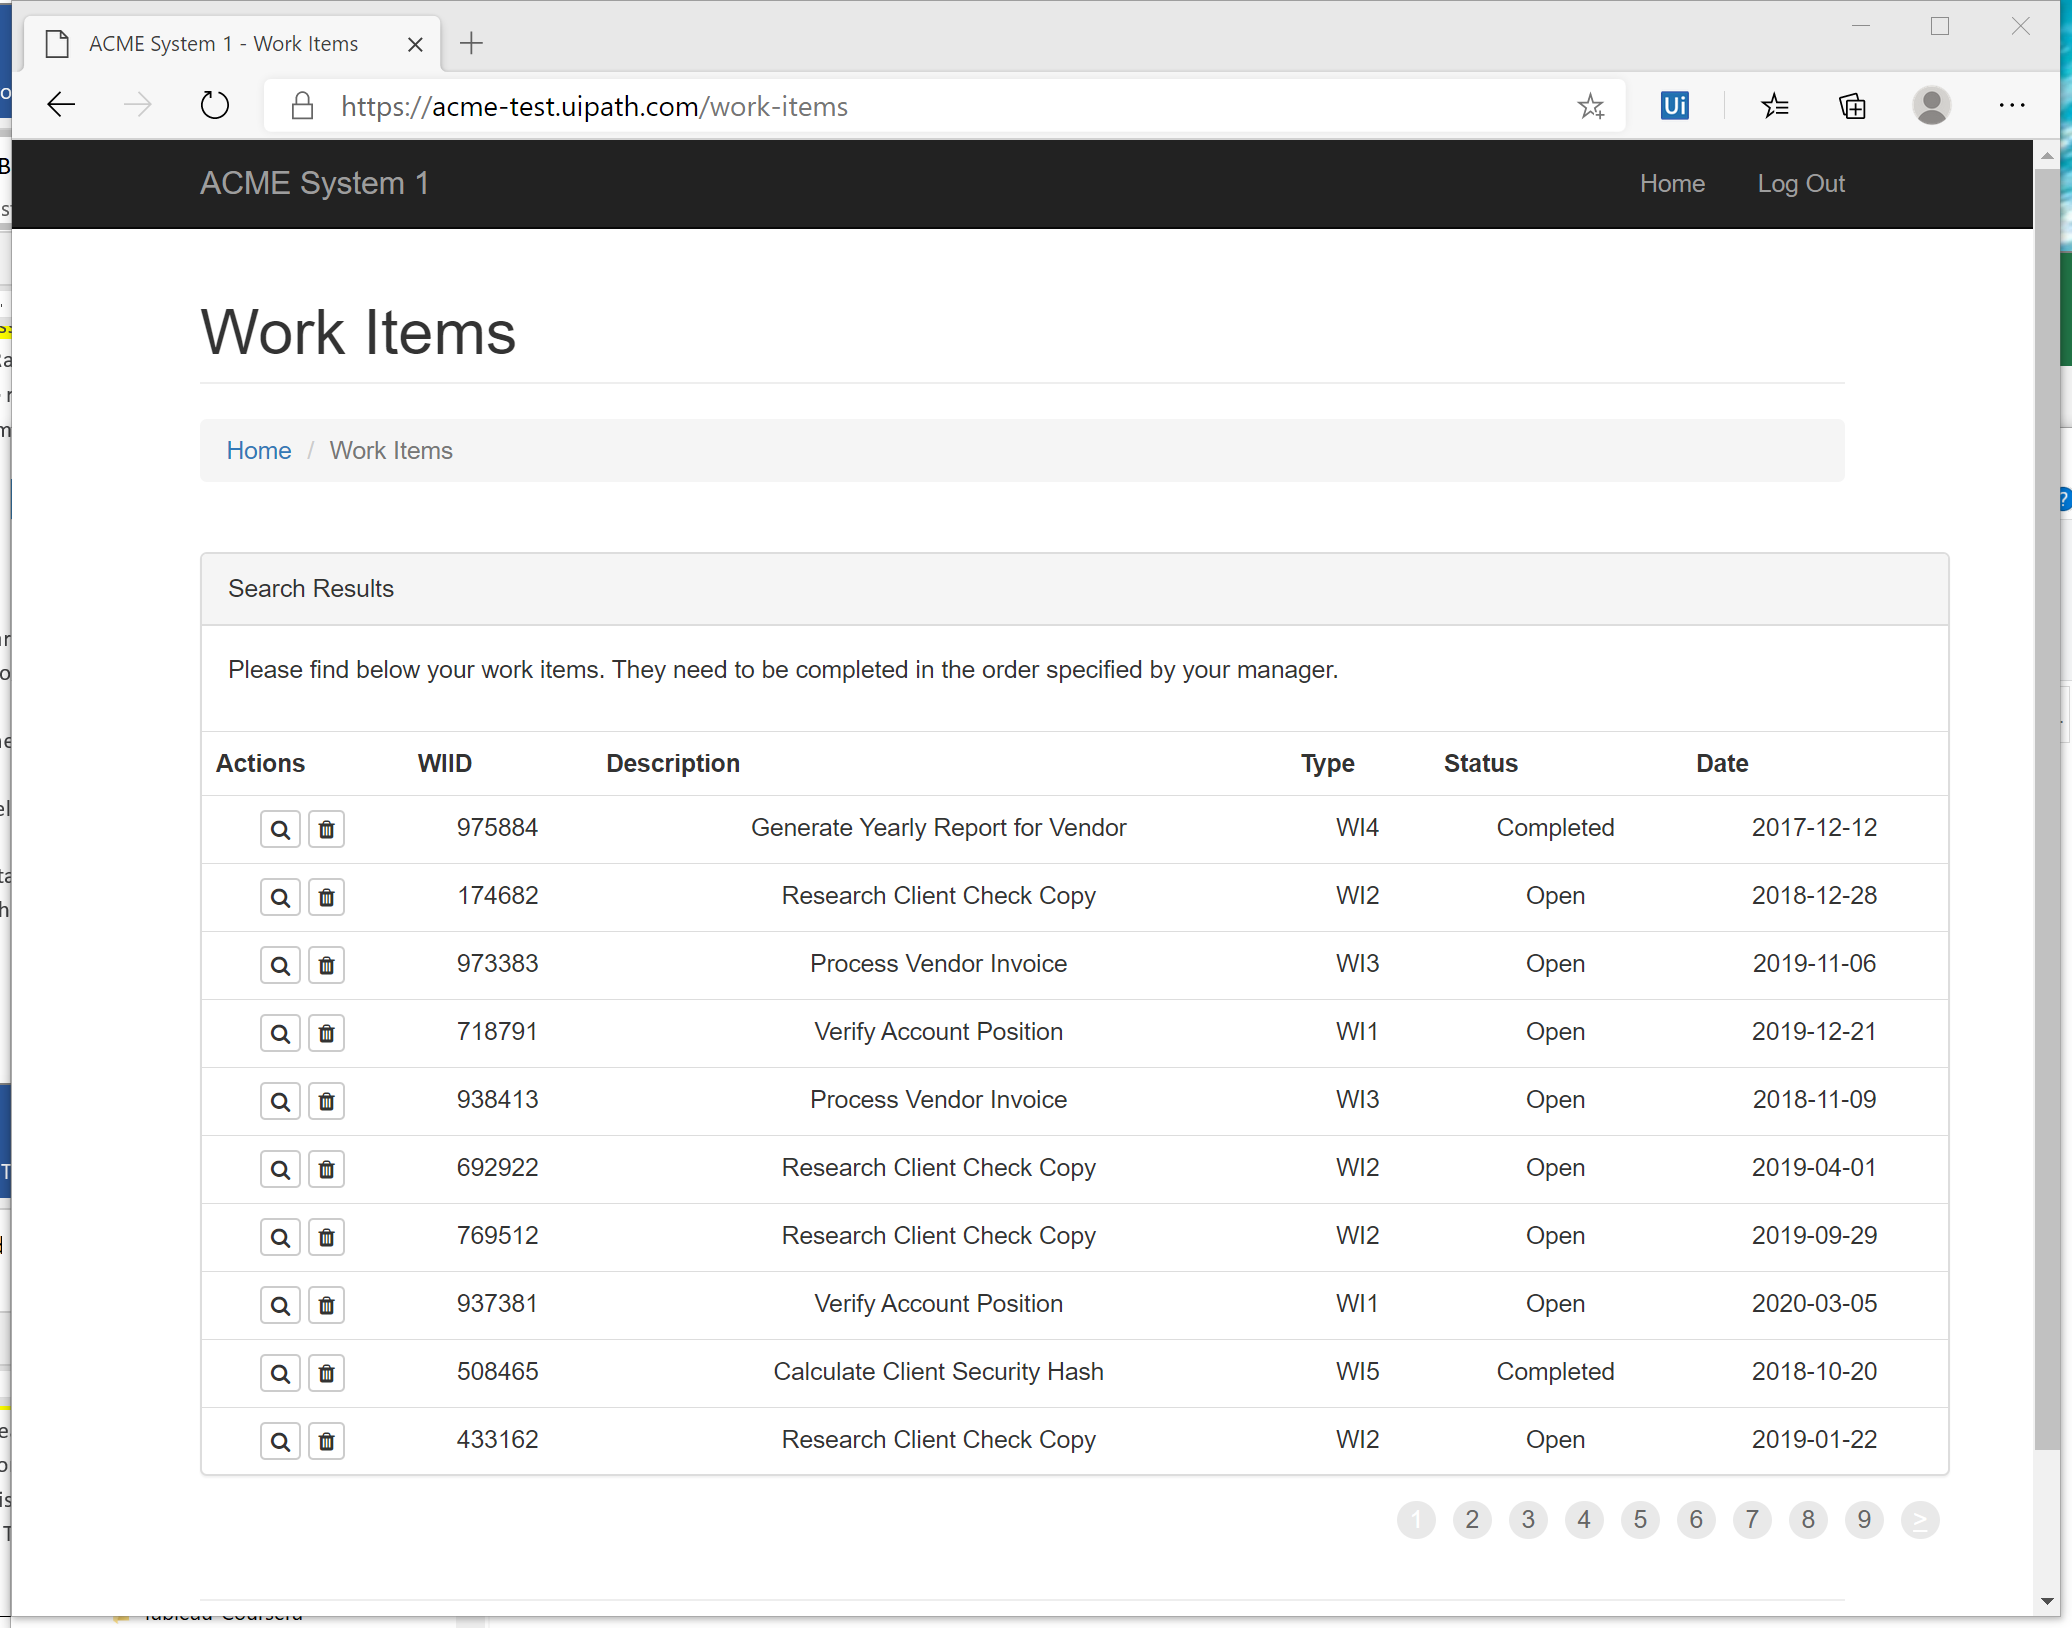 ACME System 1 - Work Items
https://acme-test.uipath.com/work-items
Ui
ACME System 1
Home
Log Out
Work Items
Home / Work Items
Search Results
Please find below your work items. They need to be completed in the order specified by your manager.
Actions WIID Description Type Status Date
975884 Generate Yearly Report for Vendor WI4 Completed 2017-12-12
174682 Research Client Check Copy WI2 Open 2018-12-28
973383 Process Vendor Invoice WI3 Open 2019-11-06
718791 Verify Account Position WI1 Open 2019-12-21
938413 Process Vendor Invoice WI3 Open 2018-11-09
692922 Research Client Check Copy WI2 Open 2019-04-01
769512 Research Client Check Copy WI2 Open 2019-09-29
937381 Verify Account Position WI1 Open 2020-03-05
508465 Calculate Client Security Hash WI5 Completed 2018-10-20
433162 Research Client Check Copy WI2 Open 2019-01-22
1 2 3 4 5 6 7 8 9 >